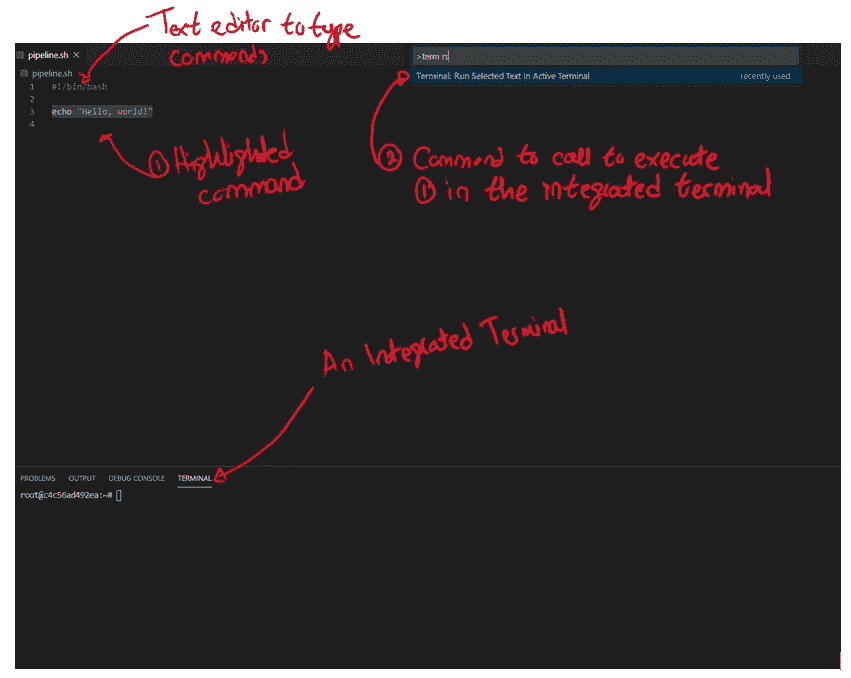 Text editor to type
commands
pipeline.sh ×
pipeline.sh
1 #!/bin/bash
2
3 echo "Hello, world!"
4
>term rs
Terminal: Run Selected Text In Active Terminal recently used
① Highlighted
command
② Command to call to execute
① in the integrated terminal
An Integrated Terminal
PROBLEMS OUTPUT DEBUG CONSOLE TERMINAL
root@c4c56ad492ea:~#